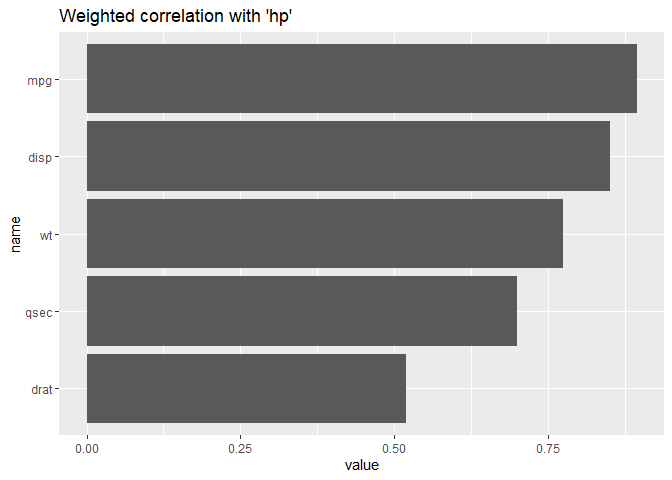 Weighted correlation with 'hp'
mpg
disp
wt
qsec
drat
name
0.00 0.25 0.50 0.75
value